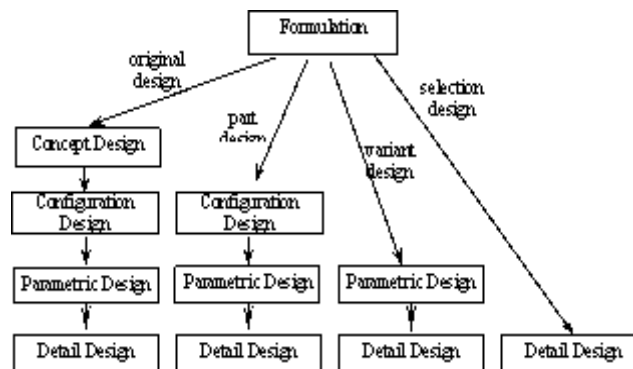 Formulation
original
design
part
design
variant
design
selection
design
Concept Design
Configuration
Design
Configuration
Design
Parametric Design
Parametric Design
Parametric Design
Detail Design
Detail Design
Detail Design
Detail Design